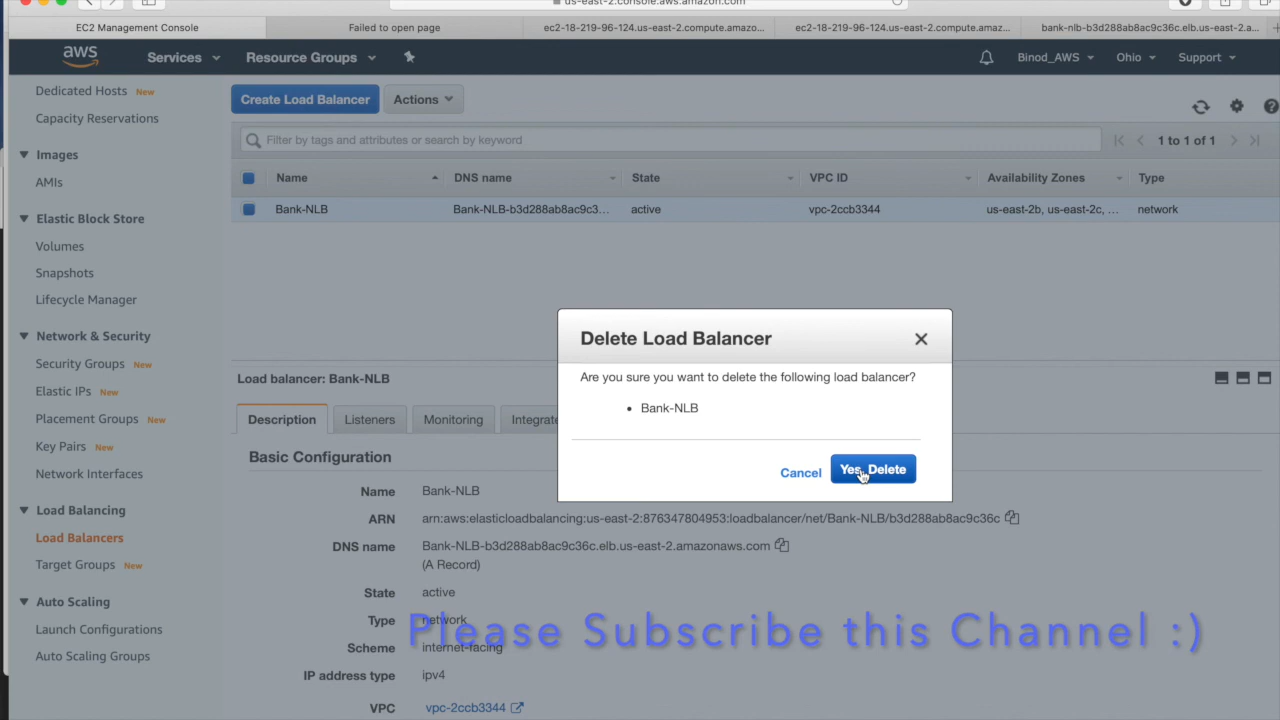 us-east-2.console.aws.amazon.com
EC2 Management Console
Failed to open page
ec2-18-219-96-124.us-east-2.compute.amazo...
ec2-18-219-96-124.us-east-2.compute.amaz...
bank-nlb-b3d288ab8ac9c36c.elb.us-east-2.a...
aws
Services
Resource Groups
Binod_AWS
Ohio
Support
Dedicated Hosts New
Capacity Reservations
Images
AMIs
Elastic Block Store
Volumes
Snapshots
Lifecycle Manager
Network & Security
Security Groups New
Elastic IPs New
Placement Groups New
Key Pairs New
Network Interfaces
Load Balancing
Load Balancers
Target Groups New
Auto Scaling
Launch Configurations
Auto Scaling Groups
Create Load Balancer
Actions
Filter by tags and attributes or search by keyword
1 to 1 of 1
Name DNS name State VPC ID Availability Zones Type
Bank-NLB Bank-NLB-b3d288ab8ac9c3... active vpc-2ccb3344 us-east-2b, us-east-2c, ... network
Delete Load Balancer
Are you sure you want to delete the following load balancer?
• Bank-NLB
Cancel
Yes, Delete
Load balancer: Bank-NLB
Description
Listeners
Monitoring
Integrate
Basic Configuration
Name Bank-NLB
ARN arn:aws:elasticloadbalancing:us-east-2:876347804953:loadbalancer/net/Bank-NLB/b3d288ab8ac9c36c
DNS name Bank-NLB-b3d288ab8ac9c36c.elb.us-east-2.amazonaws.com
(A Record)
State active
Type network
Scheme internet-facing
IP address type ipv4
VPC vpc-2ccb3344
Please Subscribe this Channel :)